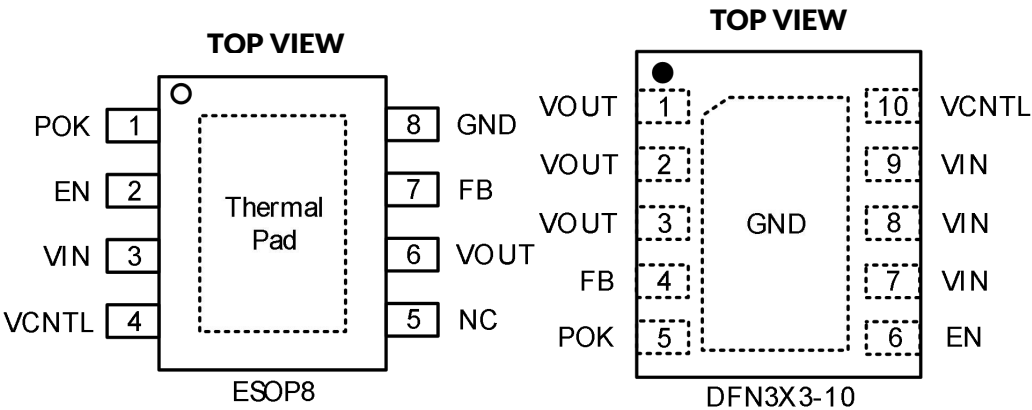 TOP VIEW
POK 1 8 GND
EN 2 7 FB
Thermal
Pad
VIN 3 6 VOUT
VCNTL 4 5 NC
ESOP8
TOP VIEW
VOUT 1 10 VCNTL
VOUT 2 9 VIN
VOUT 3 GND 8 VIN
FB 4 7 VIN
POK 5 6 EN
DFN3X3-10